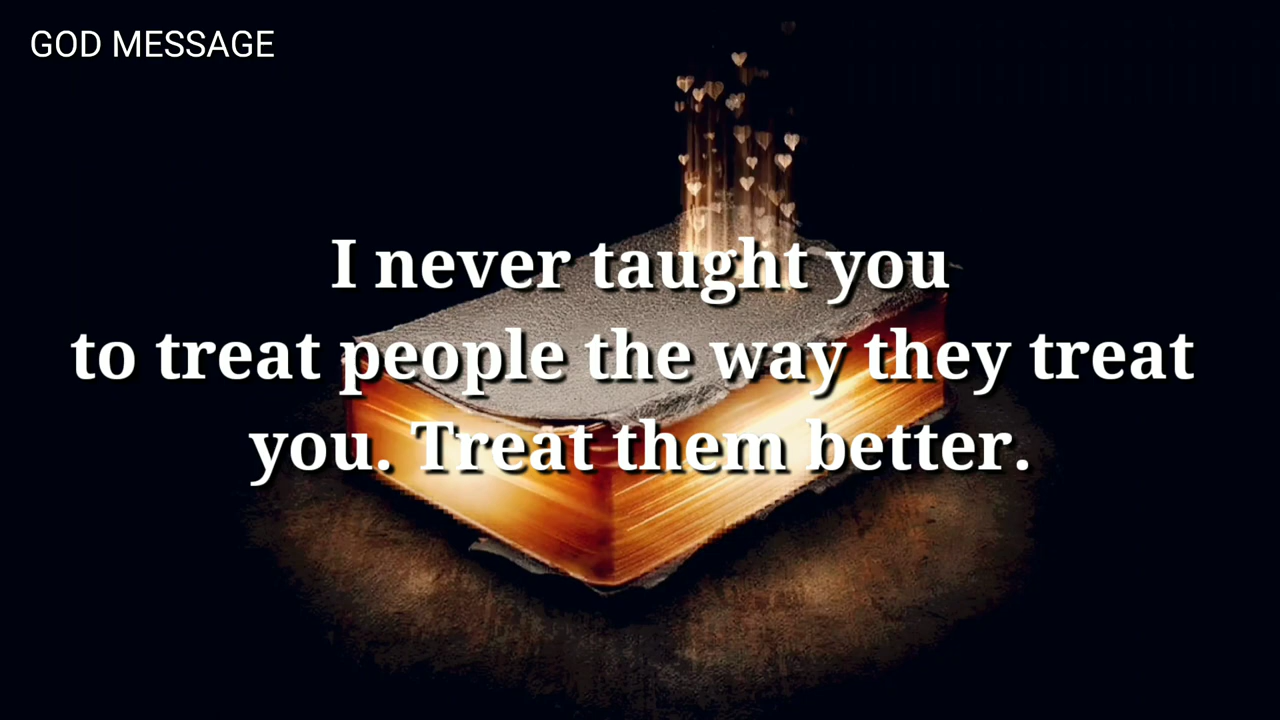 GOD MESSAGE
I never taught you
to treat people the way they treat
you. Treat them better.